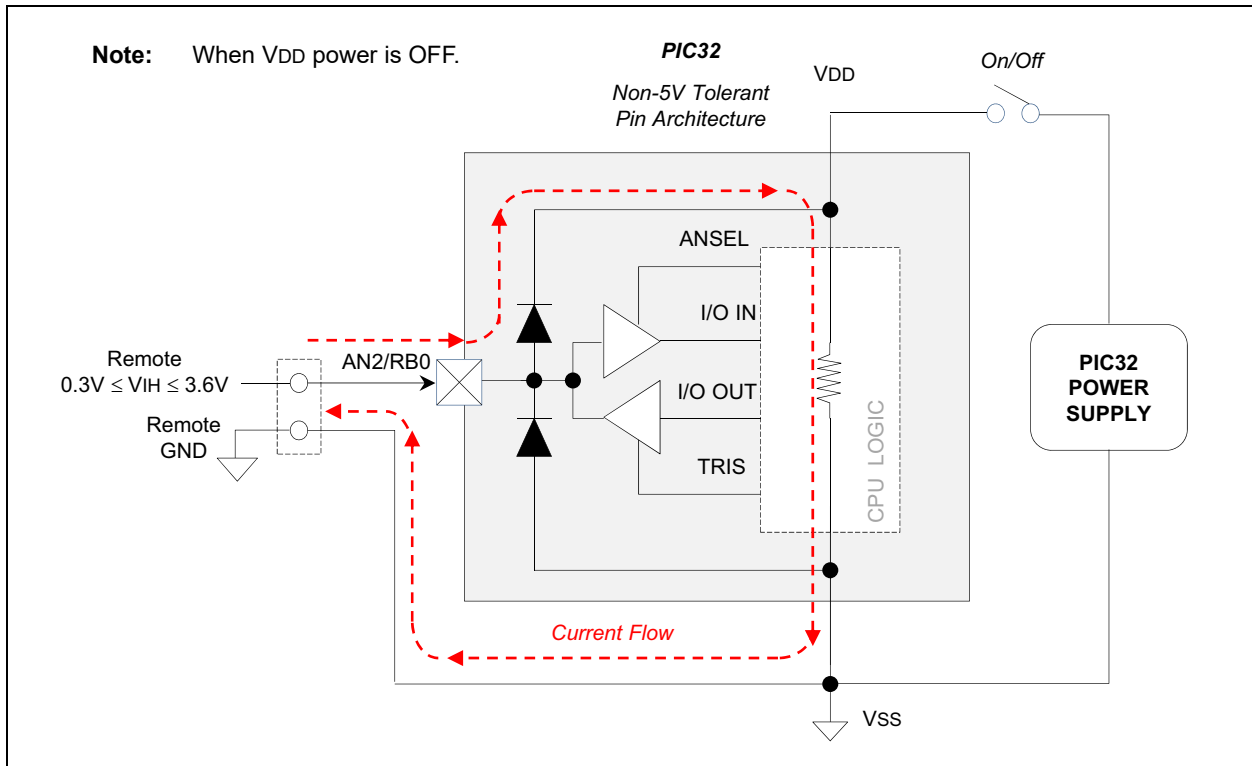 Note: When VDD power is OFF.
PIC32
Non-5V Tolerant
Pin Architecture
VDD
On/Off
ANSEL
I/O IN
I/O OUT
TRIS
CPU LOGIC
Remote
0.3V ≤ VIH ≤ 3.6V
AN2/RB0
Remote
GND
PIC32
POWER
SUPPLY
Current Flow
VSS